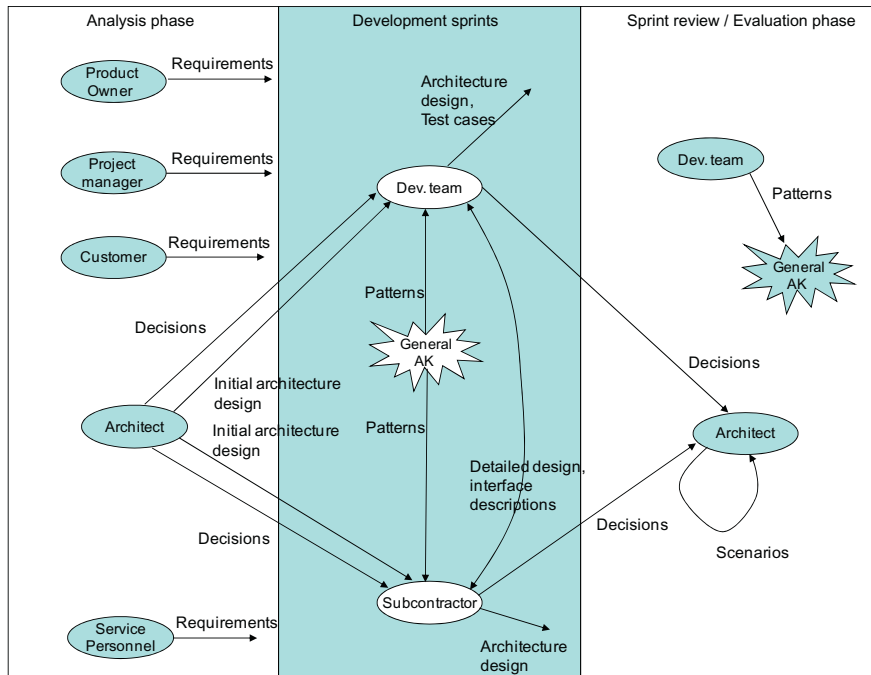 Analysis phase
Development sprints
Sprint review / Evaluation phase
Product
Owner
Requirements
Architecture
design,
Test cases
Project
manager
Requirements
Dev. team
Dev. team
Patterns
Customer
Requirements
General
AK
Patterns
Decisions
General
AK
Decisions
Initial architecture
design
Architect
Initial architecture
design
Patterns
Architect
Detailed design,
interface
descriptions
Decisions
Decisions
Scenarios
Subcontractor
Service
Personnel
Requirements
Architecture
design